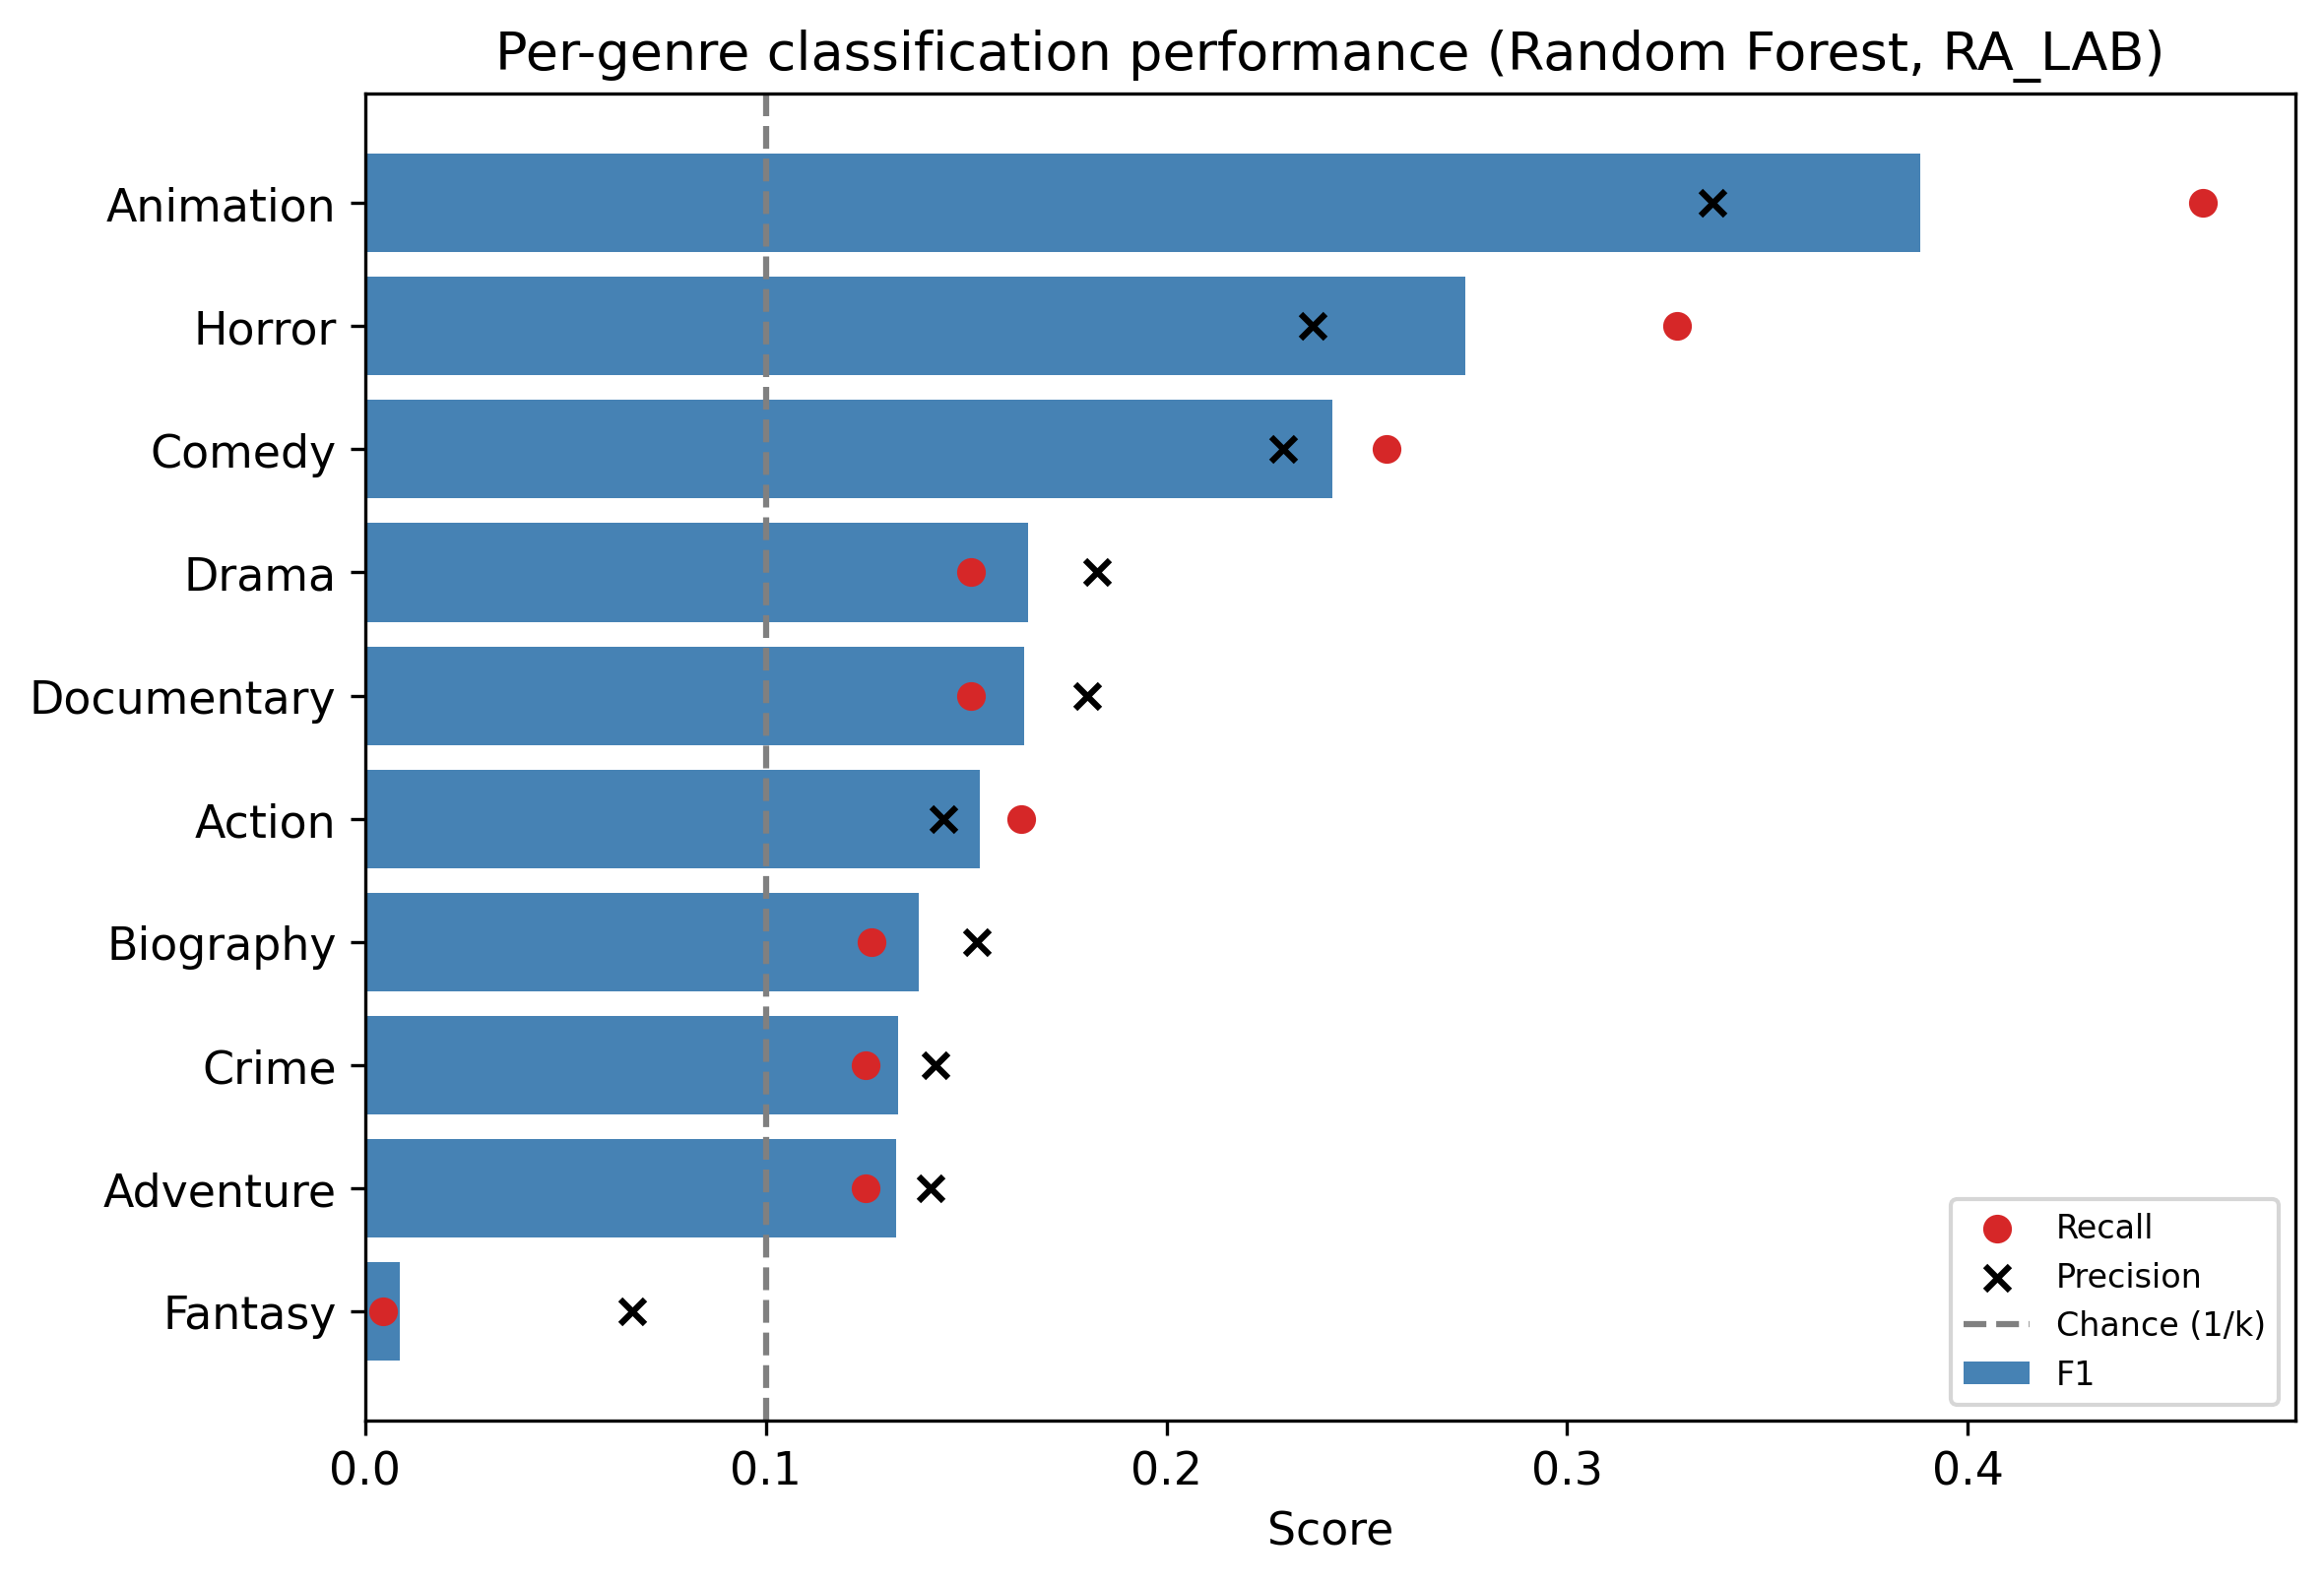 Per-genre classification performance (Random Forest, RA_LAB)
Animation
Horror
Comedy
Drama
Documentary
Action
Biography
Crime
Adventure
Fantasy
Recall
Precision
Chance (1/k)
F1
0.0 0.1 0.2 0.3 0.4
Score